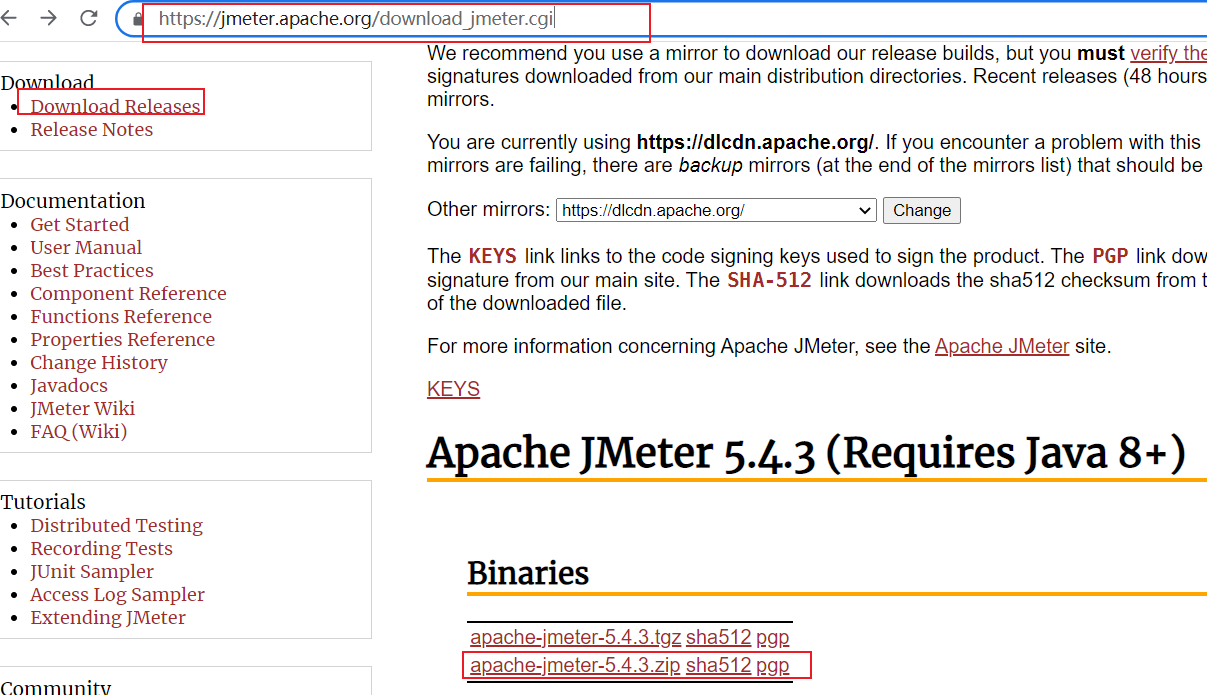 https://jmeter.apache.org/download_jmeter.cgi
Download
Download Releases
Release Notes
Documentation
Get Started
User Manual
Best Practices
Component Reference
Functions Reference
Properties Reference
Change History
Javadocs
JMeter Wiki
FAQ (Wiki)
Tutorials
Distributed Testing
Recording Tests
JUnit Sampler
Access Log Sampler
Extending JMeter
Community
We recommend you use a mirror to download our release builds, but you must verify the
signatures downloaded from our main distribution directories. Recent releases (48 hours
mirrors.
You are currently using https://dlcdn.apache.org/. If you encounter a problem with this
mirrors are failing, there are backup mirrors (at the end of the mirrors list) that should be
Other mirrors: https://dlcdn.apache.org/ Change
The KEYS link links to the code signing keys used to sign the product. The PGP link dow
signature from our main site. The SHA-512 link downloads the sha512 checksum from t
of the downloaded file.
For more information concerning Apache JMeter, see the Apache JMeter site.
KEYS
Apache JMeter 5.4.3 (Requires Java 8+)
Binaries
apache-jmeter-5.4.3.tgz sha512 pgp
apache-jmeter-5.4.3.zip sha512 pgp